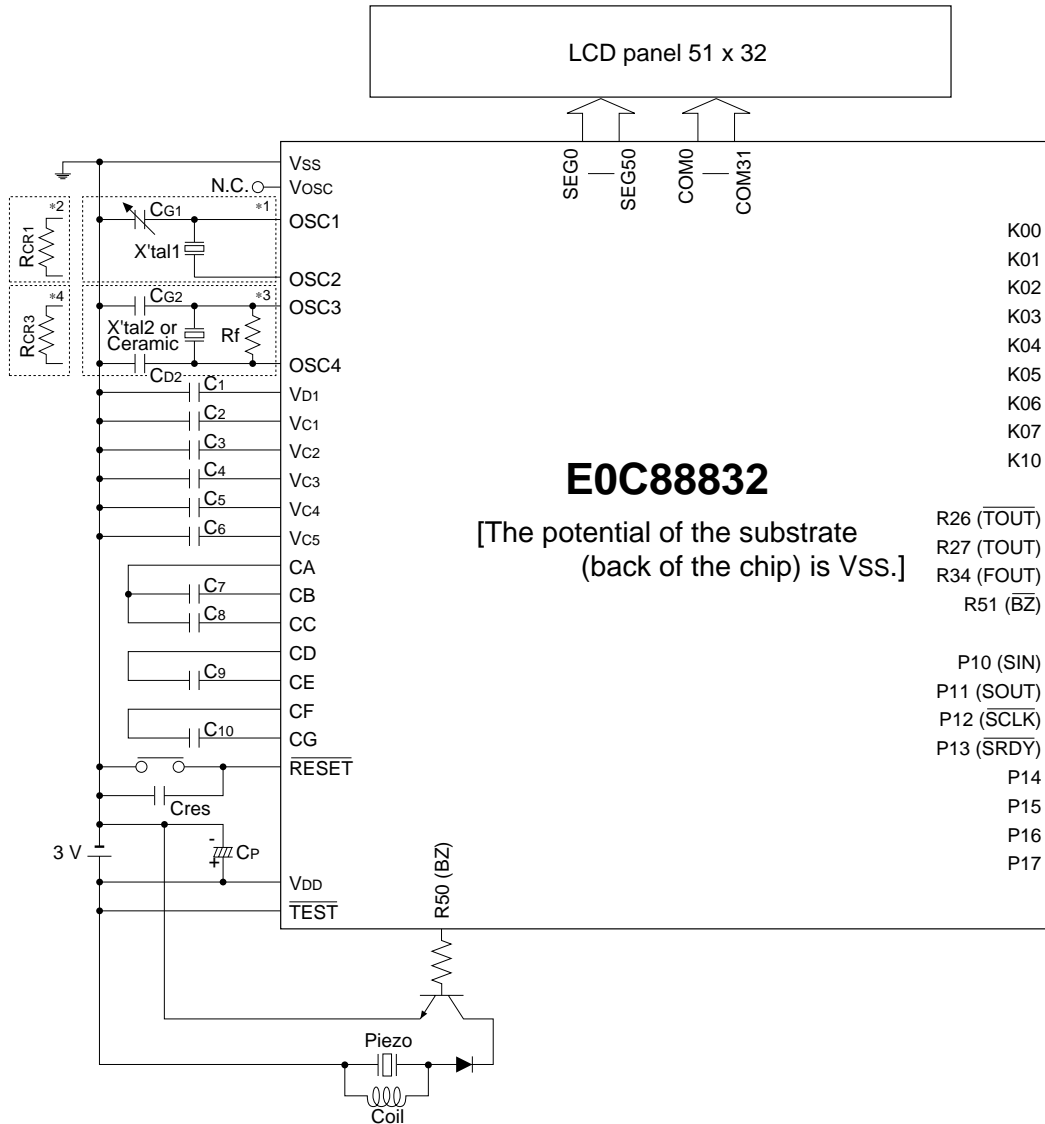 LCD panel 51 x 32
SEG0
SEG50
COM0
COM31
VSS
N.C.
VOSC
*2
RCR1
CG1
*1
X'tal1
OSC1
OSC2
*4
RCR3
CG2
*3
X'tal2 or
Ceramic
Rf
CD2
OSC3
OSC4
C1
VD1
C2
VC1
C3
VC2
C4
VC3
C5
VC4
C6
VC5
CA
C7
CB
C8
CC
CD
C9
CE
CF
C10
CG
RESET
Cres
3 V
-
+
CP
VDD
TEST
E0C88832
[The potential of the substrate
(back of the chip) is VSS.]
K00
K01
K02
K03
K04
K05
K06
K07
K10
R26 (TOUT)
R27 (TOUT)
R34 (FOUT)
R51 (BZ)
P10 (SIN)
P11 (SOUT)
P12 (SCLK)
P13 (SRDY)
P14
P15
P16
P17
R50 (BZ)
Piezo
Coil